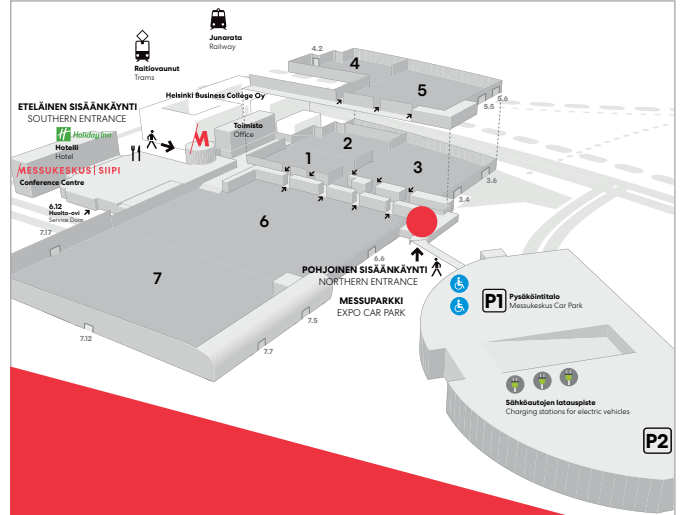 Junarata
Railway
Raitiovaunut
Trams
4.2
4
5
5.6
5.5
Helsinki Business College Oy
ETELÄINEN SISÄÄNKÄYNTI
SOUTHERN ENTRANCE
Holiday Inn
Hotelli
Hotel
Toimisto
Office
M
MESSUKESKUS | SIIPI
Conference Centre
1
2
3
3.6
3.4
6.12
Huolto-ovi
Service Door
7.17
6
6.6
7
7.5
7.7
7.12
POHJOINEN SISÄÄNKÄYNTI
NORTHERN ENTRANCE
MESSUPARKKI
EXPO CAR PARK
P1
Pysäköintitalo
Messukeskus Car Park
Sähköautojen latauspiste
Charging stations for electric vehicles
P2